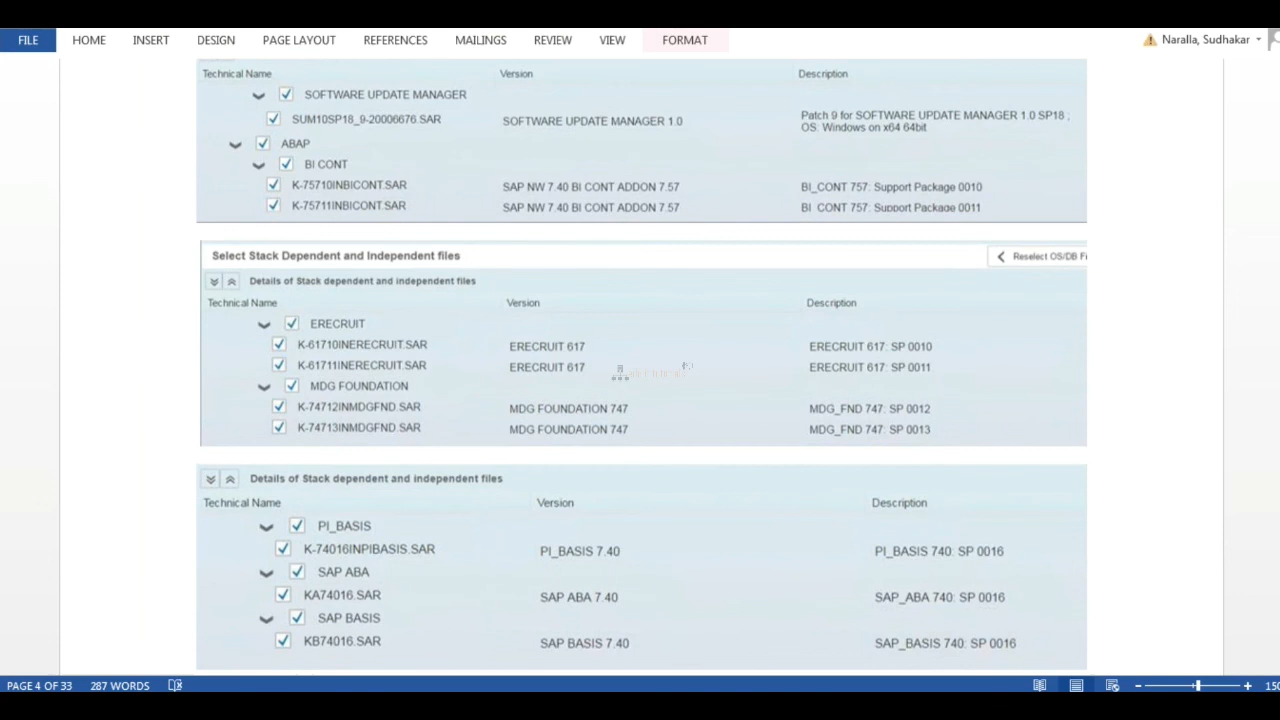 FILE HOME INSERT DESIGN PAGE LAYOUT REFERENCES MAILINGS REVIEW VIEW FORMAT Naralla, Sudhakar
Technical Name Version Description
SOFTWARE UPDATE MANAGER
SUM10SP18_9-20006676.SAR SOFTWARE UPDATE MANAGER 1.0 Patch 9 for SOFTWARE UPDATE MANAGER 1.0 SP18 ;
OS: Windows on x64 64bit
ABAP
BI CONT
K-75710INBICONT.SAR SAP NW 7.40 BI CONT ADDON 7.57 BI_CONT 757: Support Package 0010
K-75711INBICONT.SAR SAP NW 7.40 BI CONT ADDON 7.57 BI CONT 757: Support Package 0011
Select Stack Dependent and Independent files Reselect OS/DB Fi
Details of Stack dependent and independent files
Technical Name Version Description
ERECRUIT
K-61710INERECRUIT.SAR ERECRUIT 617 ERECRUIT 617: SP 0010
K-61711INERECRUIT.SAR ERECRUIT 617 ERECRUIT 617: SP 0011
MDG FOUNDATION
K-74712INMDGFND.SAR MDG FOUNDATION 747 MDG_FND 747: SP 0012
K-74713INMDGFND.SAR MDG FOUNDATION 747 MDG_FND 747: SP 0013
Details of Stack dependent and independent files
Technical Name Version Description
PI_BASIS
K-74016INPIBASIS.SAR PI_BASIS 7.40 PI_BASIS 740: SP 0016
SAP ABA
KA74016.SAR SAP ABA 7.40 SAP_ABA 740: SP 0016
SAP BASIS
KB74016.SAR SAP BASIS 7.40 SAP_BASIS 740: SP 0016
PAGE 4 OF 33 287 WORDS 150